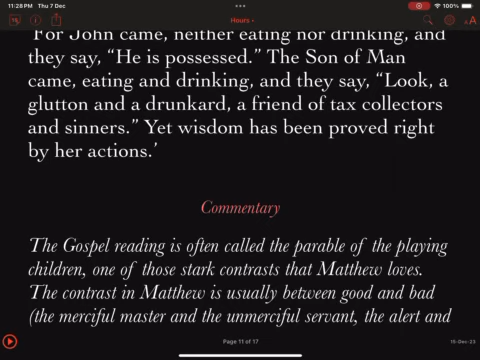 11:28 PM Thu 7 Dec
100%
Hours
AA
'For John came, neither eating nor drinking, and
they say, “He is possessed.” The Son of Man
came, eating and drinking, and they say, “Look, a
glutton and a drunkard, a friend of tax collectors
and sinners.” Yet wisdom has been proved right
by her actions.’
Commentary
The Gospel reading is often called the parable of the playing
children, one of those stark contrasts that Matthew loves.
The contrast in Matthew is usually between good and bad
(the merciful master and the unmerciful servant, the alert and
Page 11 of 17
15-Dec-23